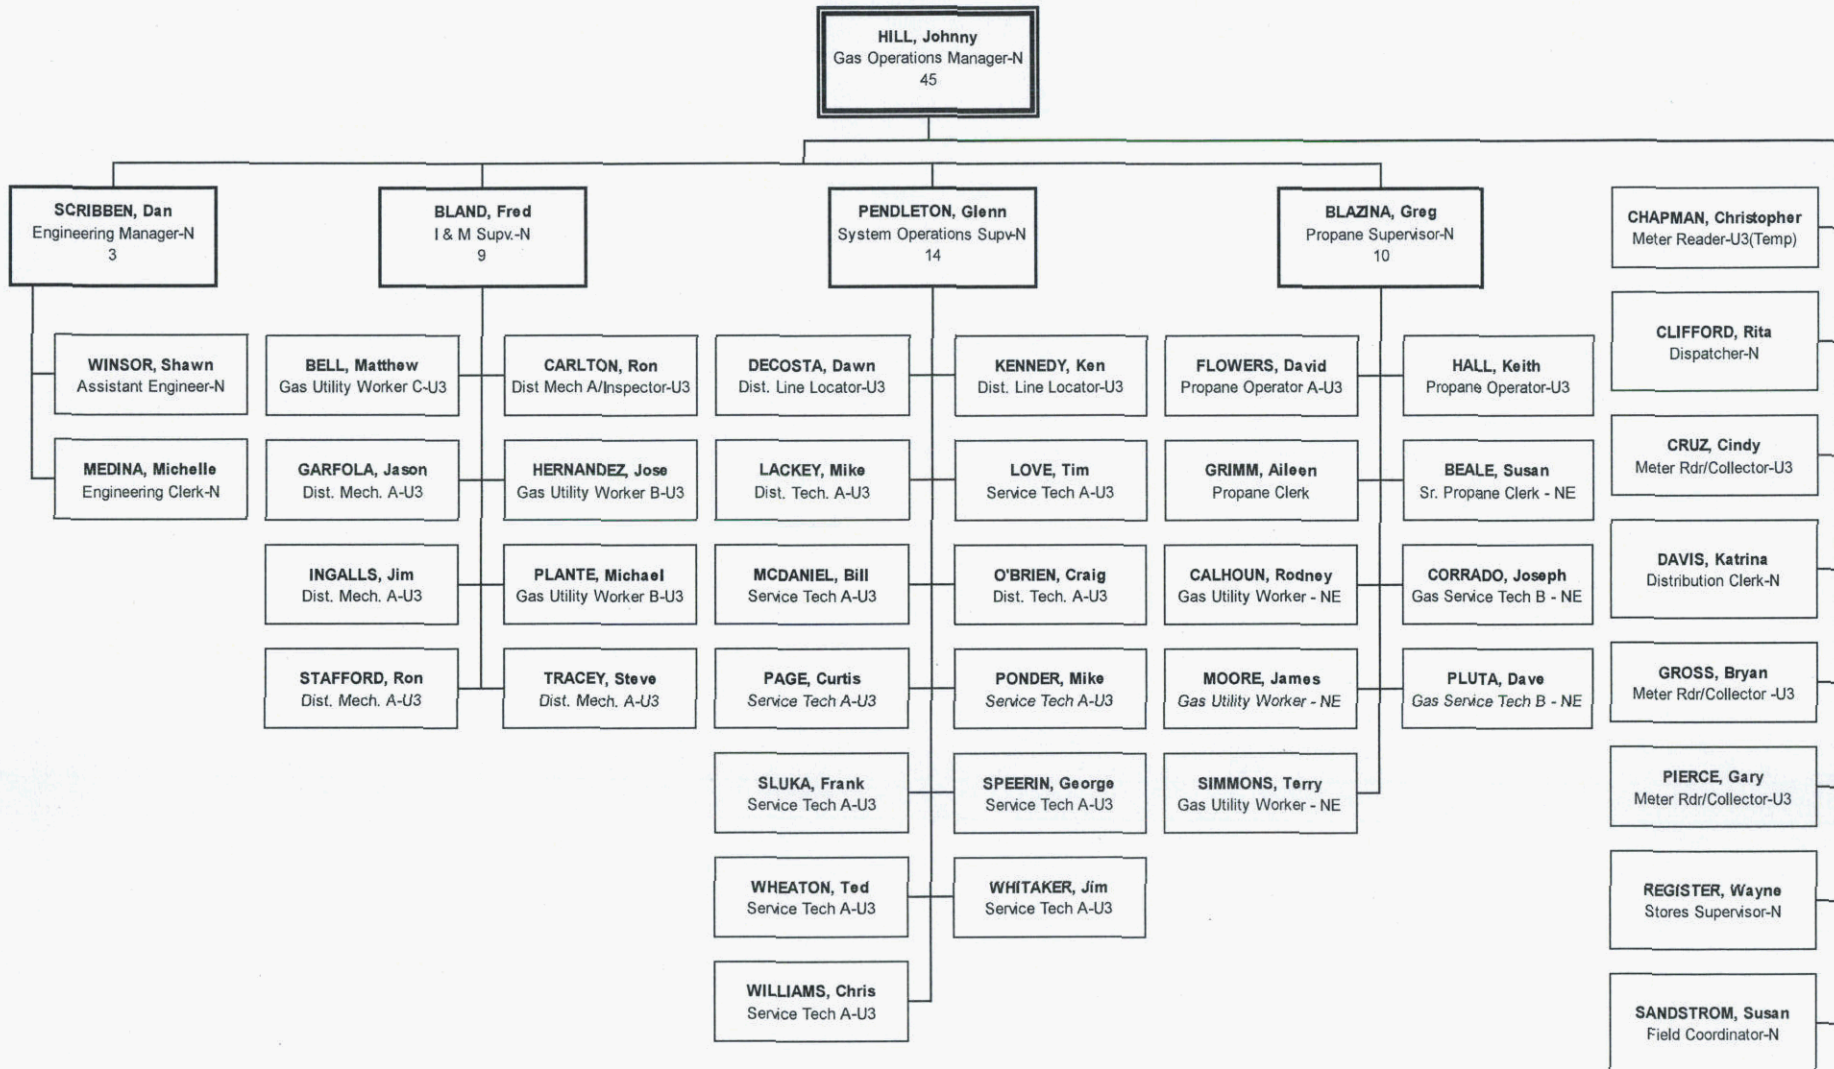 HILL, Johnny
Gas Operations Manager-N
45
SCRIBBEN, Dan
Engineering Manager-N
3
BLAND, Fred
I & M Supv.-N
9
PENDLETON, Glenn
System Operations Supv-N
14
BLAZINA, Greg
Propane Supervisor-N
10
WINSOR, Shawn
Assistant Engineer-N
MEDINA, Michelle
Engineering Clerk-N
BELL, Matthew
Gas Utility Worker C-U3
CARLTON, Ron
Dist Mech A/Inspector-U3
GARFOLA, Jason
Dist. Mech. A-U3
HERNANDEZ, Jose
Gas Utility Worker B-U3
INGALLS, Jim
Dist. Mech. A-U3
PLANTE, Michael
Gas Utility Worker B-U3
STAFFORD, Ron
Dist. Mech. A-U3
TRACEY, Steve
Dist. Mech. A-U3
DECOSTA, Dawn
Dist. Line Locator-U3
KENNEDY, Ken
Dist. Line Locator-U3
LACKEY, Mike
Dist. Tech. A-U3
LOVE, Tim
Service Tech A-U3
MCDANIEL, Bill
Service Tech A-U3
O'BRIEN, Craig
Dist. Tech. A-U3
PAGE, Curtis
Service Tech A-U3
PONDER, Mike
Service Tech A-U3
SLUKA, Frank
Service Tech A-U3
SPEERIN, George
Service Tech A-U3
WHEATON, Ted
Service Tech A-U3
WHITAKER, Jim
Service Tech A-U3
WILLIAMS, Chris
Service Tech A-U3
FLOWERS, David
Propane Operator A-U3
HALL, Keith
Propane Operator-U3
GRIMM, Aileen
Propane Clerk
BEALE, Susan
Sr. Propane Clerk - NE
CALHOUN, Rodney
Gas Utility Worker - NE
CORRADO, Joseph
Gas Service Tech B - NE
MOORE, James
Gas Utility Worker - NE
PLUTA, Dave
Gas Service Tech B - NE
SIMMONS, Terry
Gas Utility Worker - NE
CHAPMAN, Christopher
Meter Reader-U3(Temp)
CLIFFORD, Rita
Dispatcher-N
CRUZ, Cindy
Meter Rdr/Collector-U3
DAVIS, Katrina
Distribution Clerk-N
GROSS, Bryan
Meter Rdr/Collector -U3
PIERCE, Gary
Meter Rdr/Collector-U3
REGISTER, Wayne
Stores Supervisor-N
SANDSTROM, Susan
Field Coordinator-N